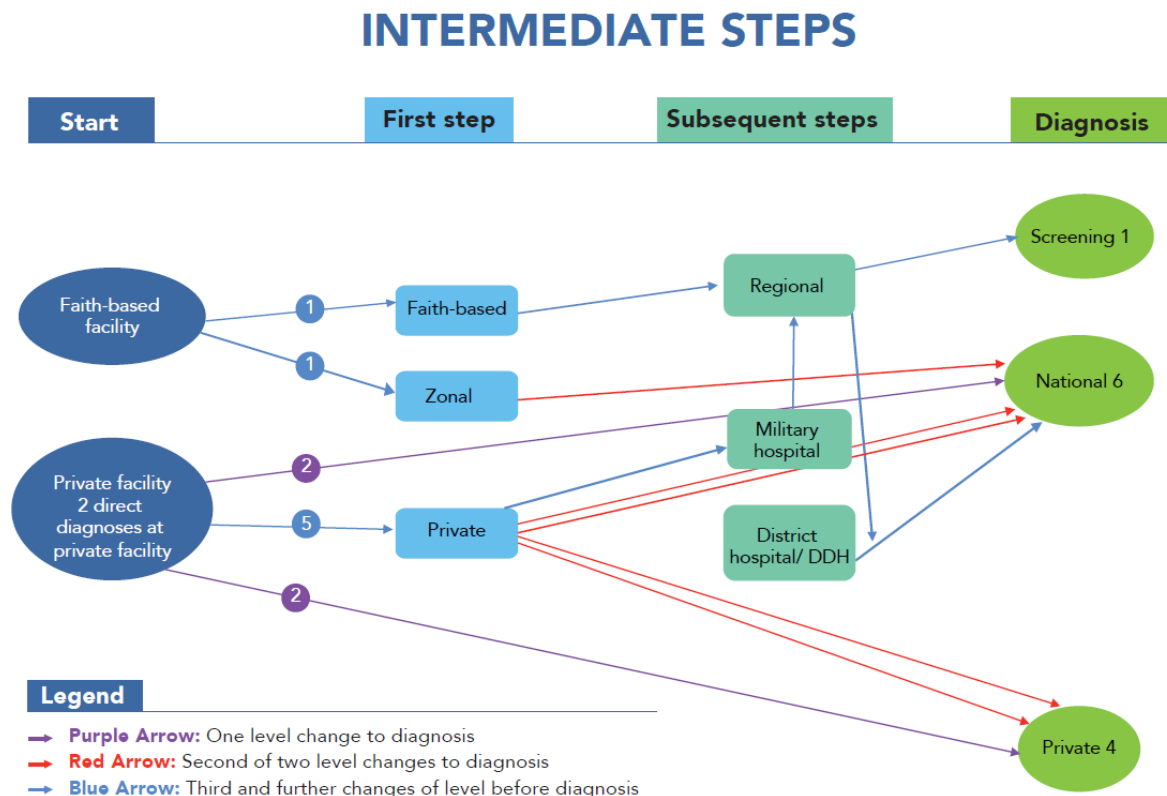 INTERMEDIATE STEPS
Start
First step
Subsequent steps
Diagnosis
Screening 1
Faith-based
facility
1
Faith-based
Regional
1
Zonal
National 6
Private facility
2 direct
diagnoses at
private facility
2
Military
hospital
5
Private
District
hospital/ DDH
2
Private 4
Legend
Purple Arrow: One level change to diagnosis
Red Arrow: Second of two level changes to diagnosis
Blue Arrow: Third and further changes of level before diagnosis